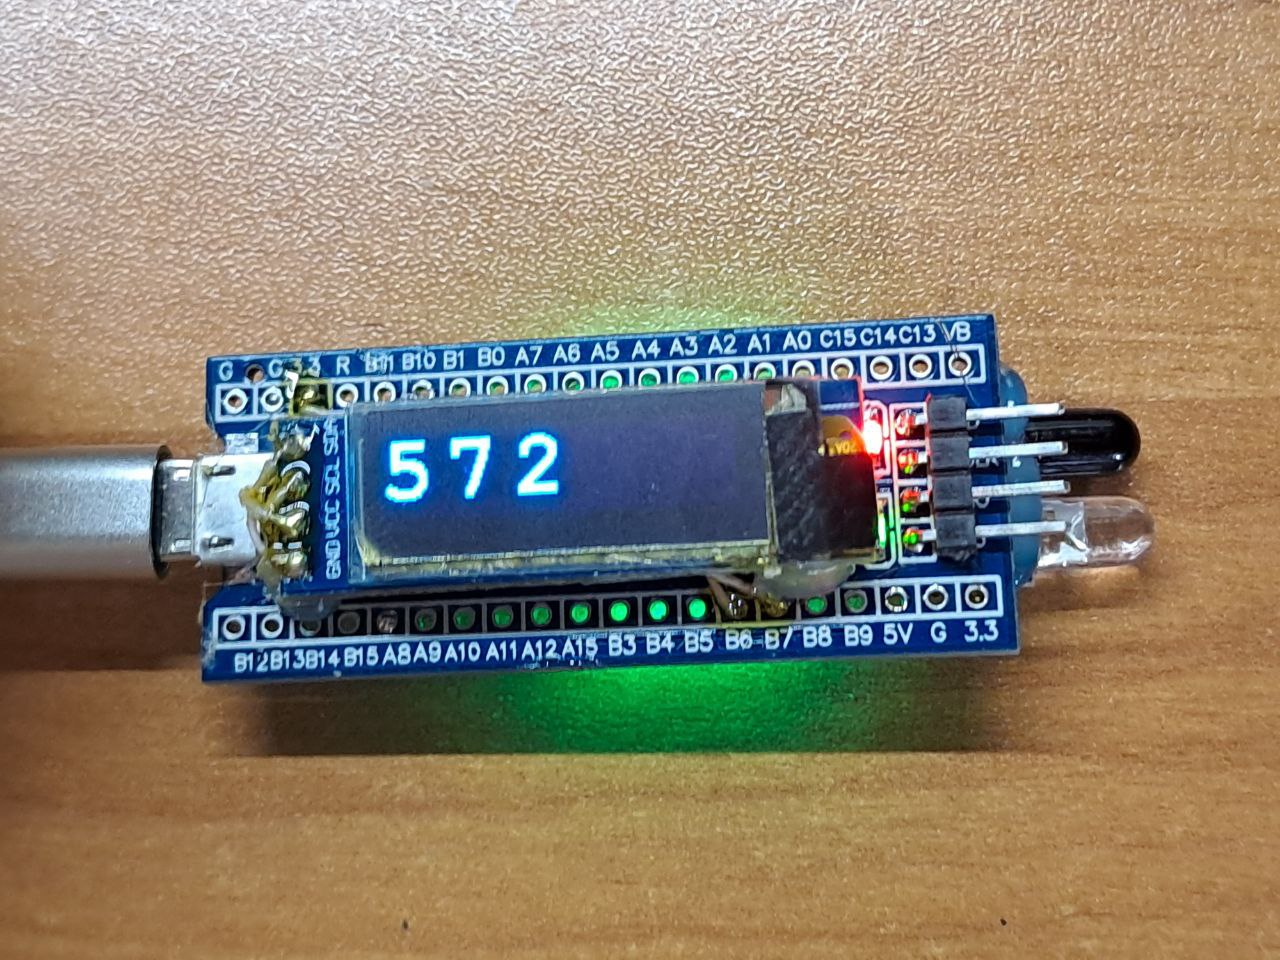 G G 3.3 R B11 B10 B1 B0 A7 A6 A5 A4 A3 A2 A1 A0 C15 C14 C13 VB
GND VCC SCL SDA
572
B12 B13 B14 B15 A8 A9 A10 A11 A12 A15 B3 B4 B5 B6 B7 B8 B9 5V G 3.3